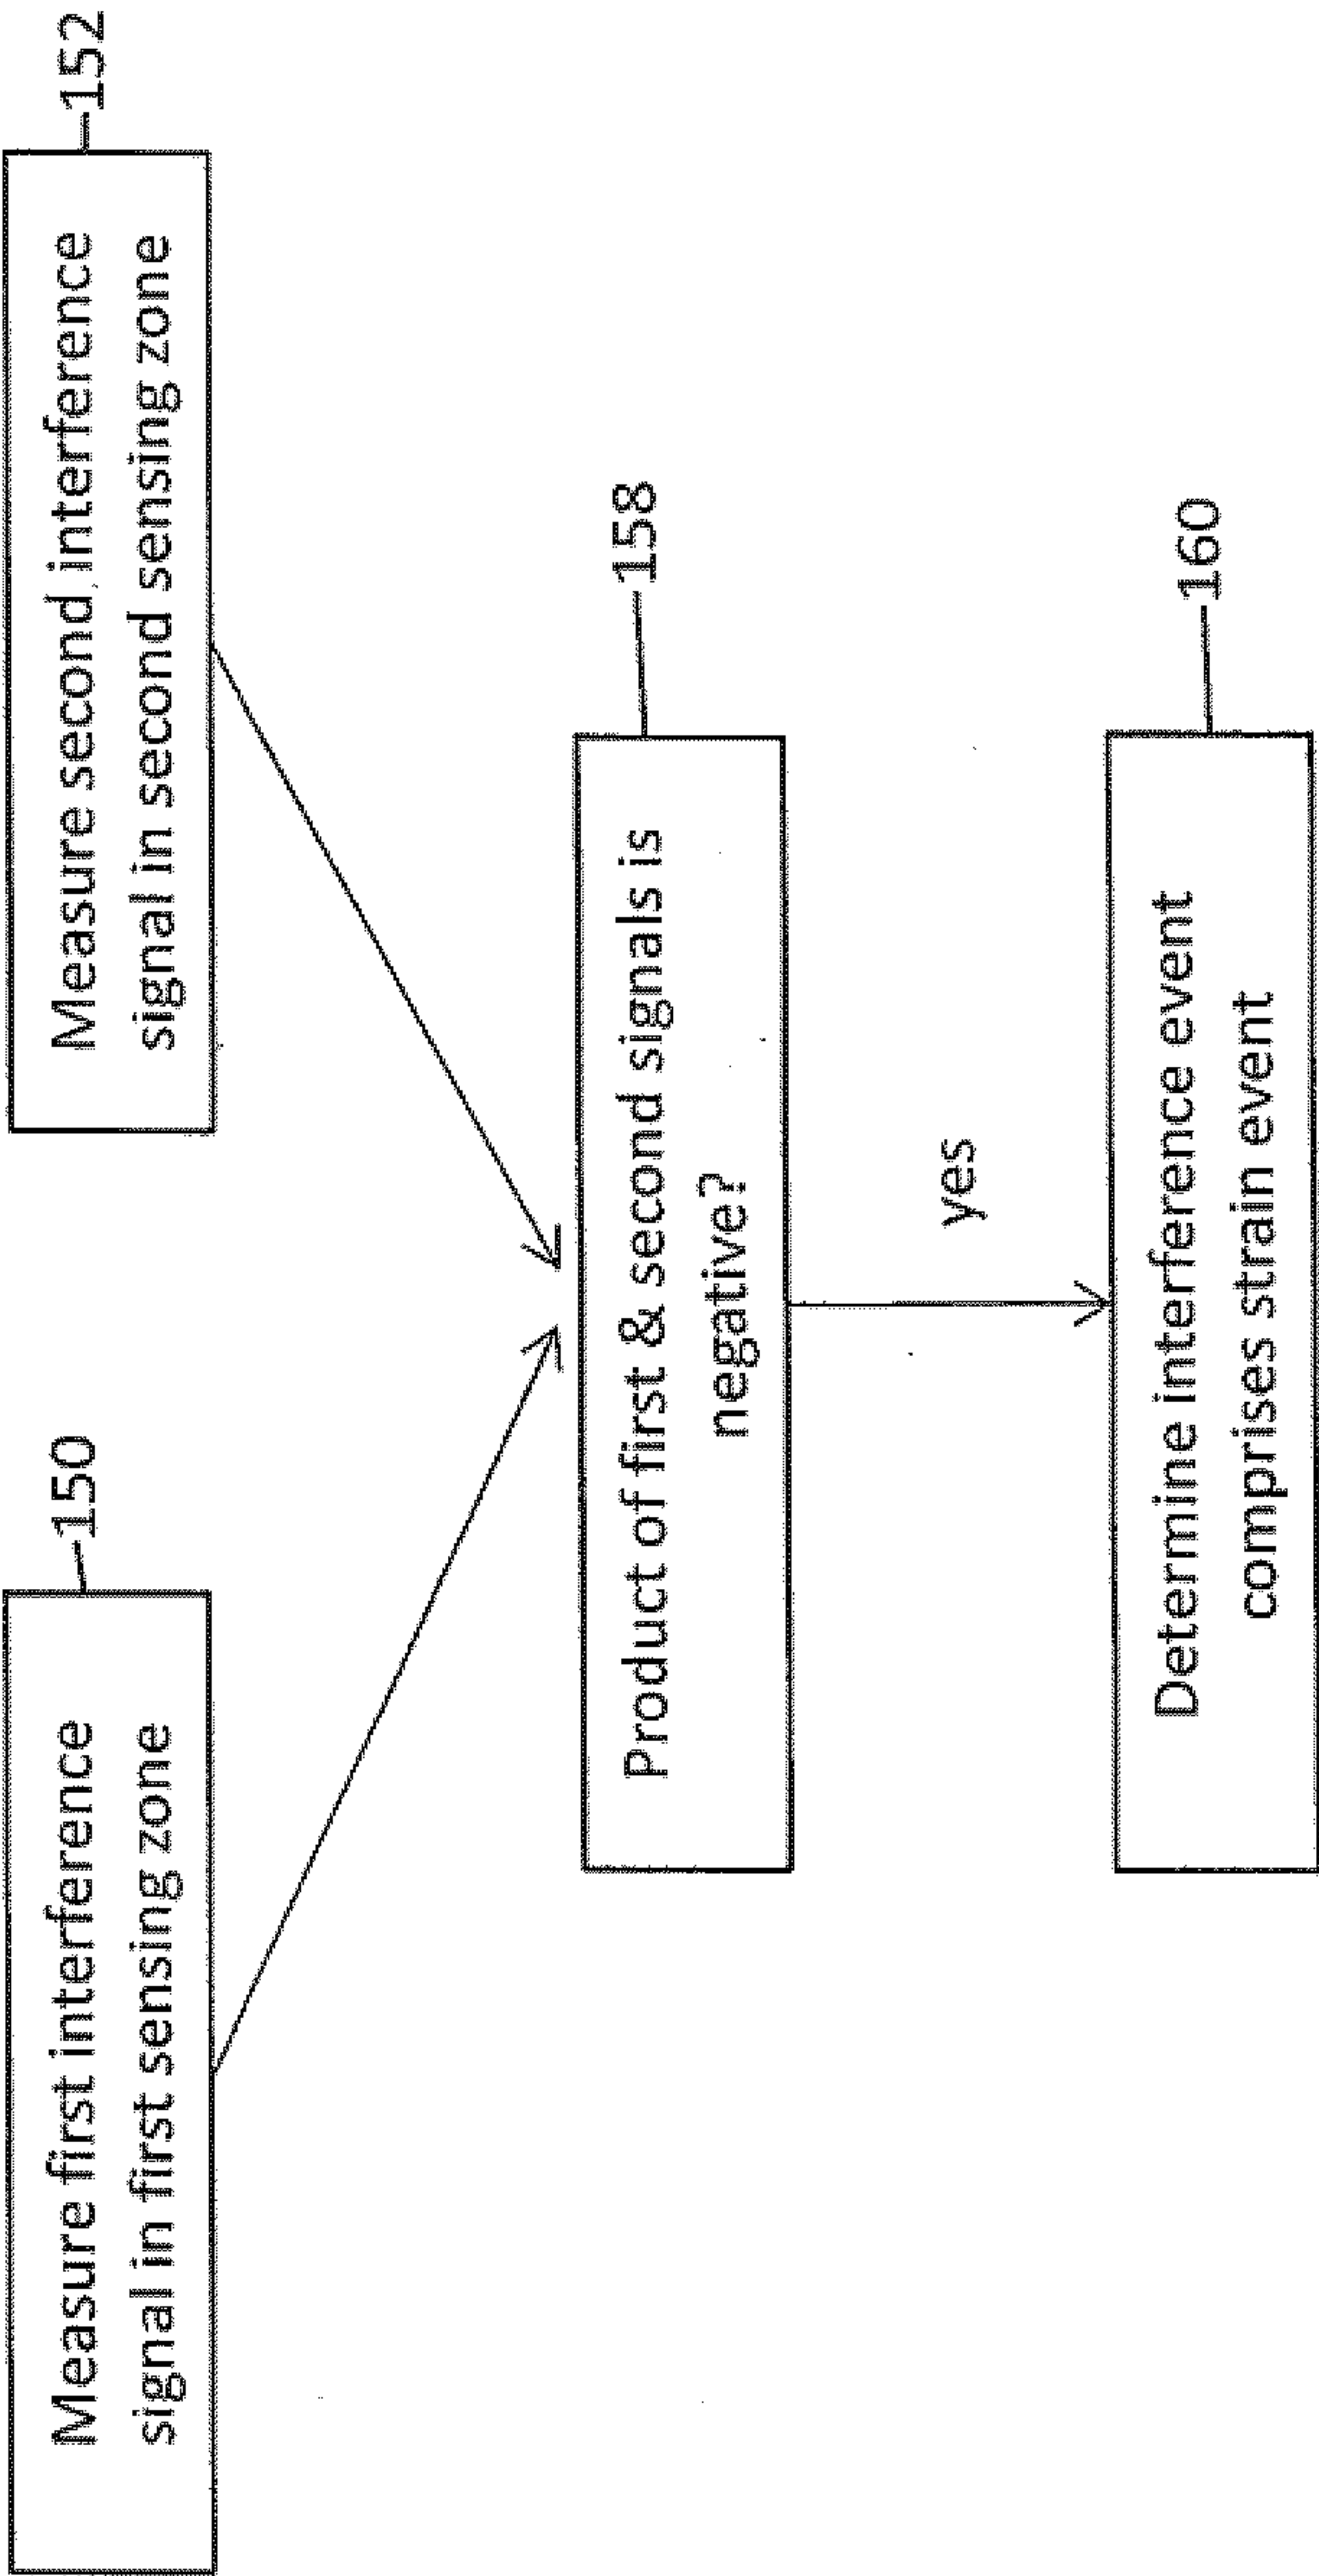 Measure first interference
signal in first sensing zone
150
Measure second interference
signal in second sensing zone
152
Product of first & second signals is
negative?
158
yes
Determine interference event
comprises strain event
160